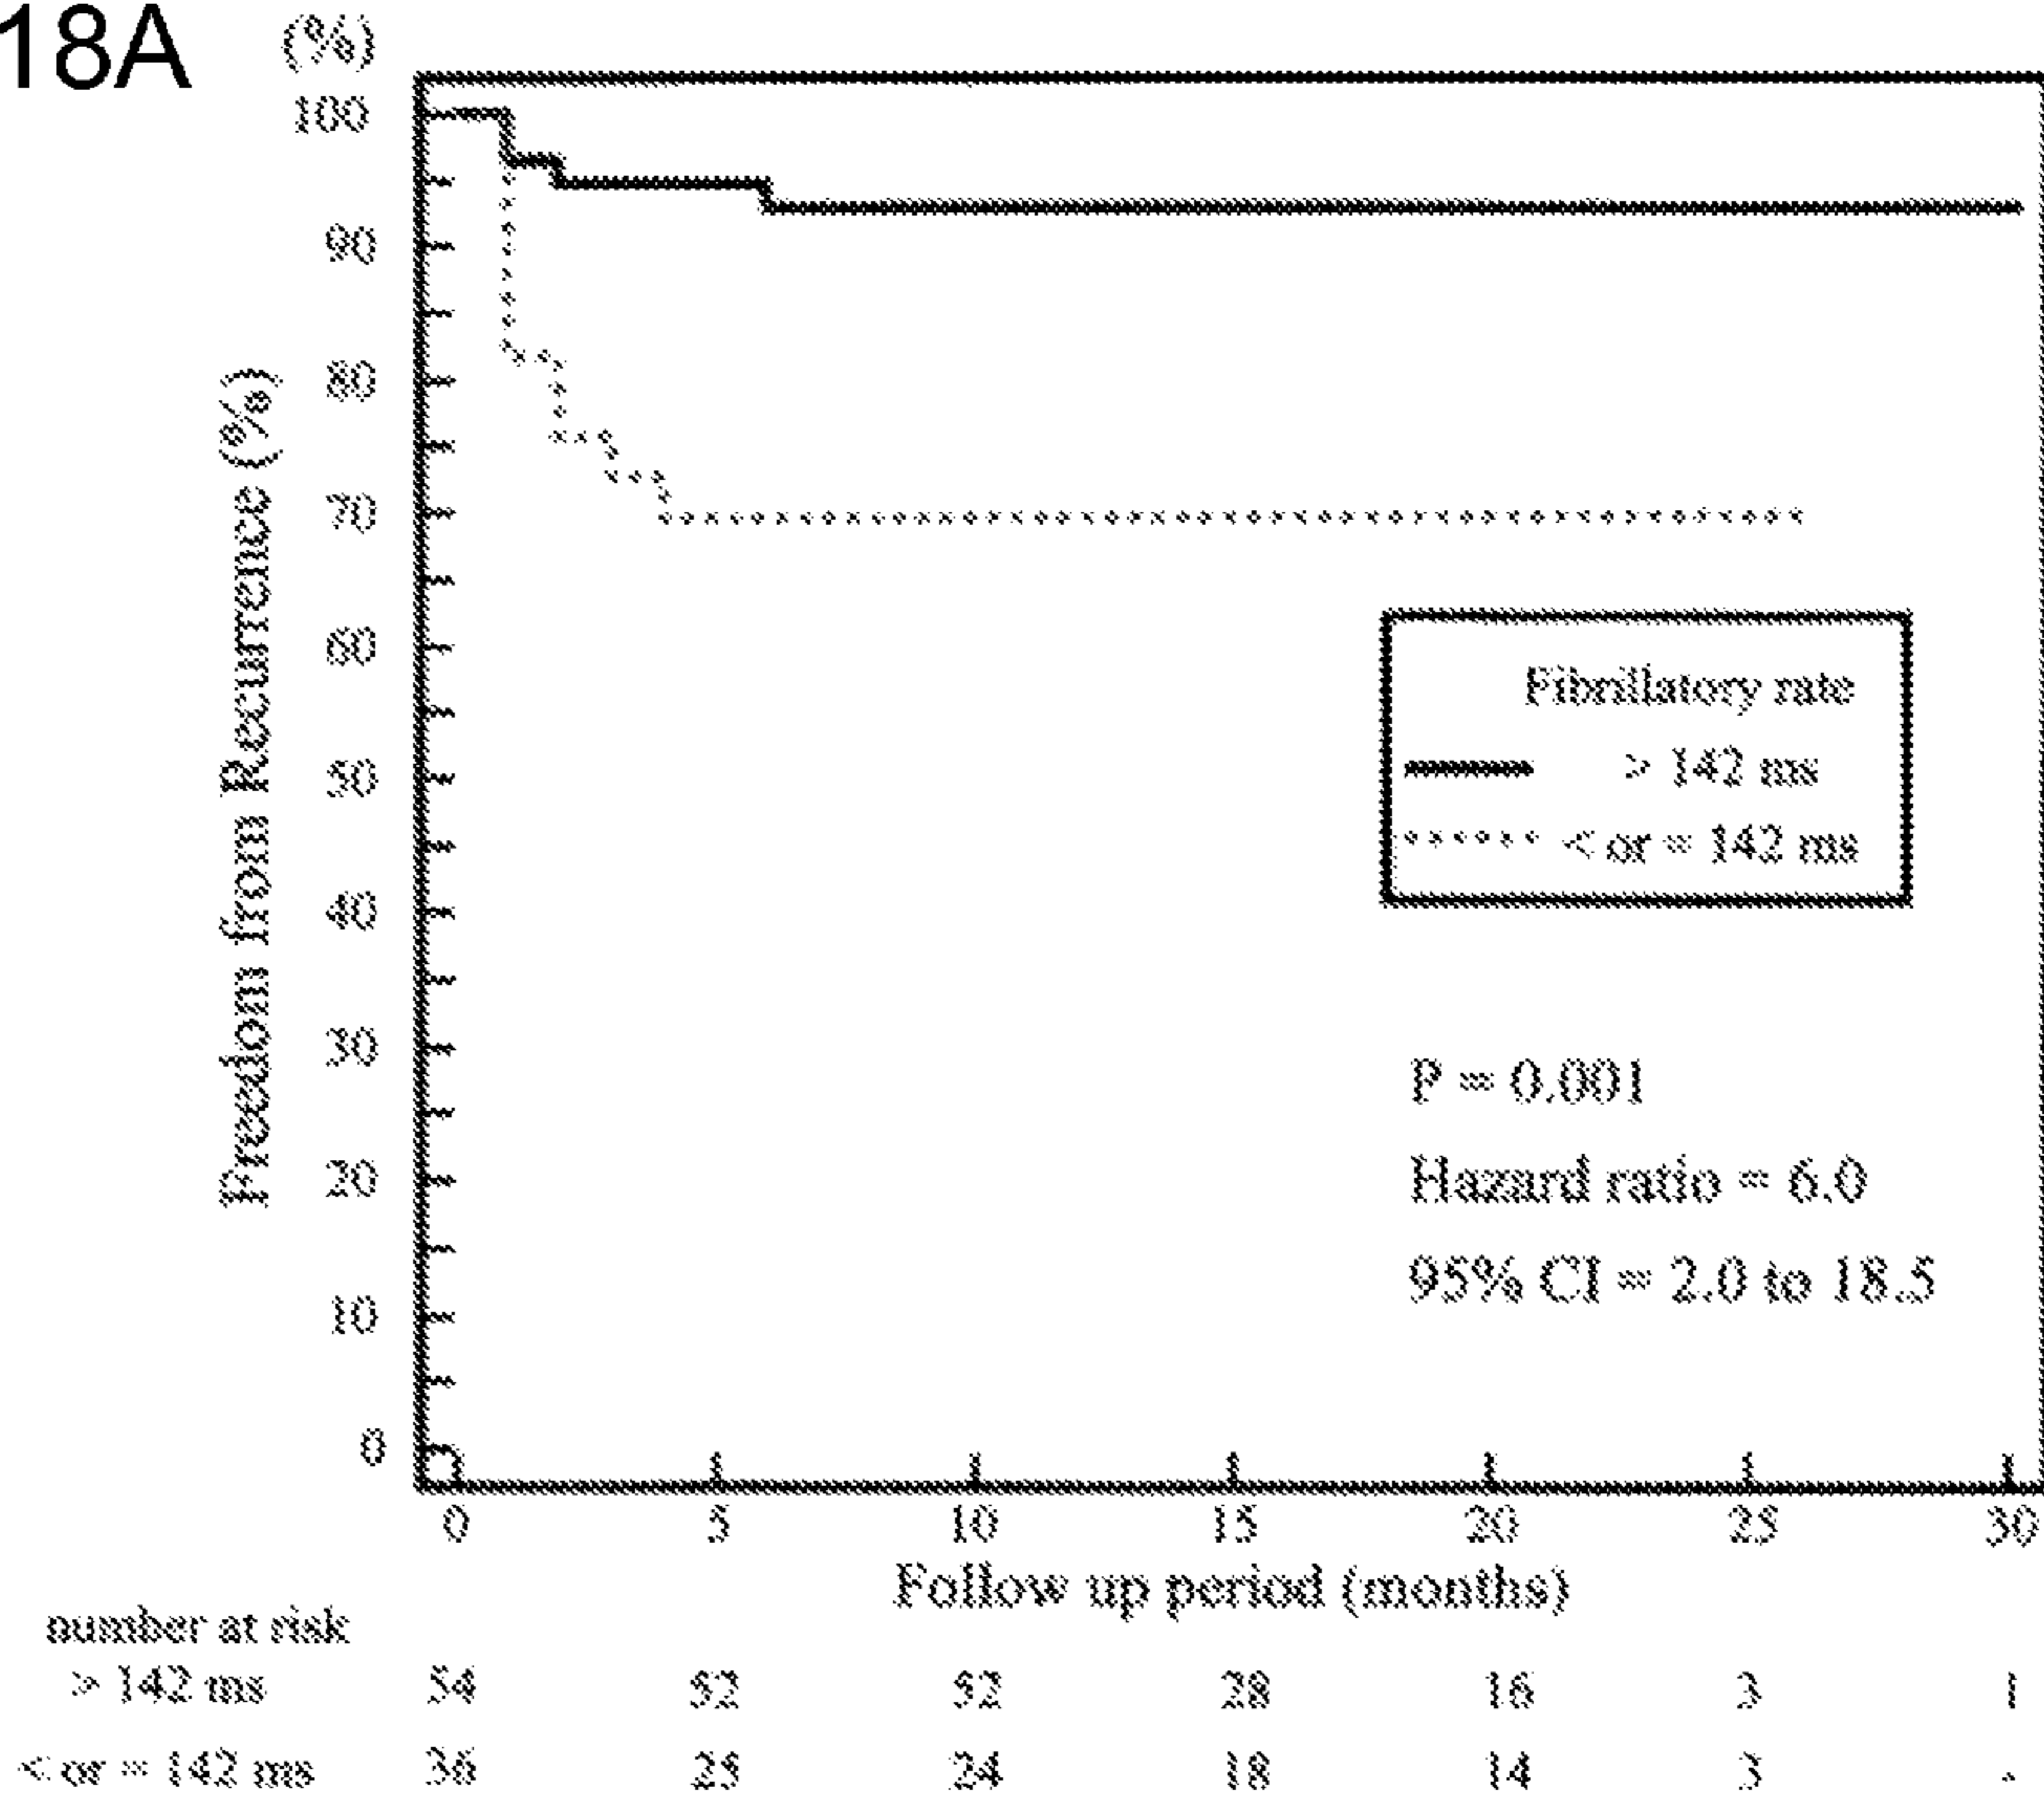 18A
(%)
100
90
80
70
60
50
40
30
20
10
0
Freedom from Recurrence (%)
Fibrillatory rate
> 142 ms
< or = 142 ms
P = 0.001
Hazard ratio = 6.0
95% CI = 2.0 to 18.5
0 5 10 15 20 25 30
Follow up period (months)
number at risk
> 142 ms 54 52 52 28 16 3 1
< or = 142 ms 36 25 24 18 14 3 -